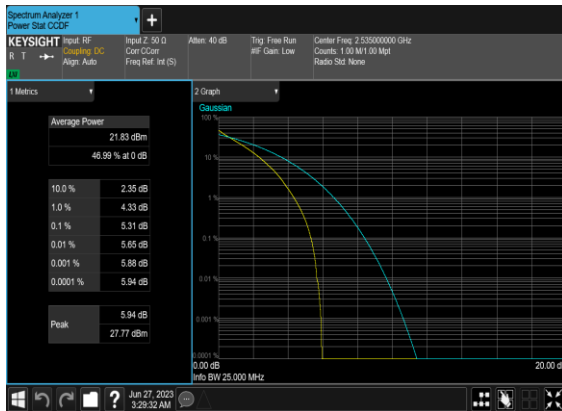 Spectrum Analyzer 1
Power Stat CCDF
KEYSIGHT
R T
LXI
Input: RF
Coupling: DC
Align: Auto
Input Z: 50 Ω
Corr CCorr
Freq Ref: Int (S)
Atten: 40 dB
Trig: Free Run
#IF Gain: Low
Center Freq: 2.535000000 GHz
Counts: 1.00 M/1.00 Mpt
Radio Std: None
1 Metrics
Average Power
21.83 dBm
46.99 % at 0 dB
10.0 % 2.35 dB
1.0 % 4.33 dB
0.1 % 5.31 dB
0.01 % 5.65 dB
0.001 % 5.88 dB
0.0001 % 5.94 dB
Peak
5.94 dB
27.77 dBm
2 Graph
Gaussian
100 %
10 %
1 %
0.1 %
0.01 %
0.001 %
0.0001 %
0.00 dB
20.00 d
Info BW 25.000 MHz
?
Jun 27, 2023
3:29:32 AM